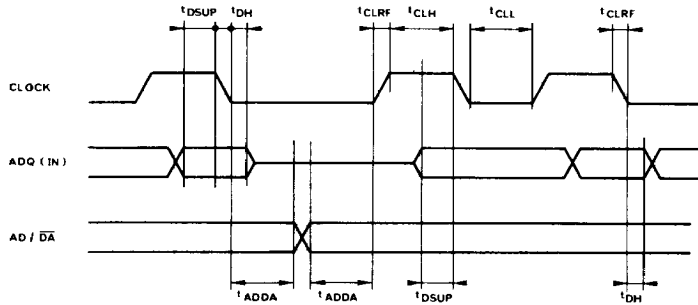 tDSUP tDH tCLRF tCLH tCLL tCLRF
CLOCK
ADQ (IN)
AD/DA
tADDA tADDA tDSUP tDH